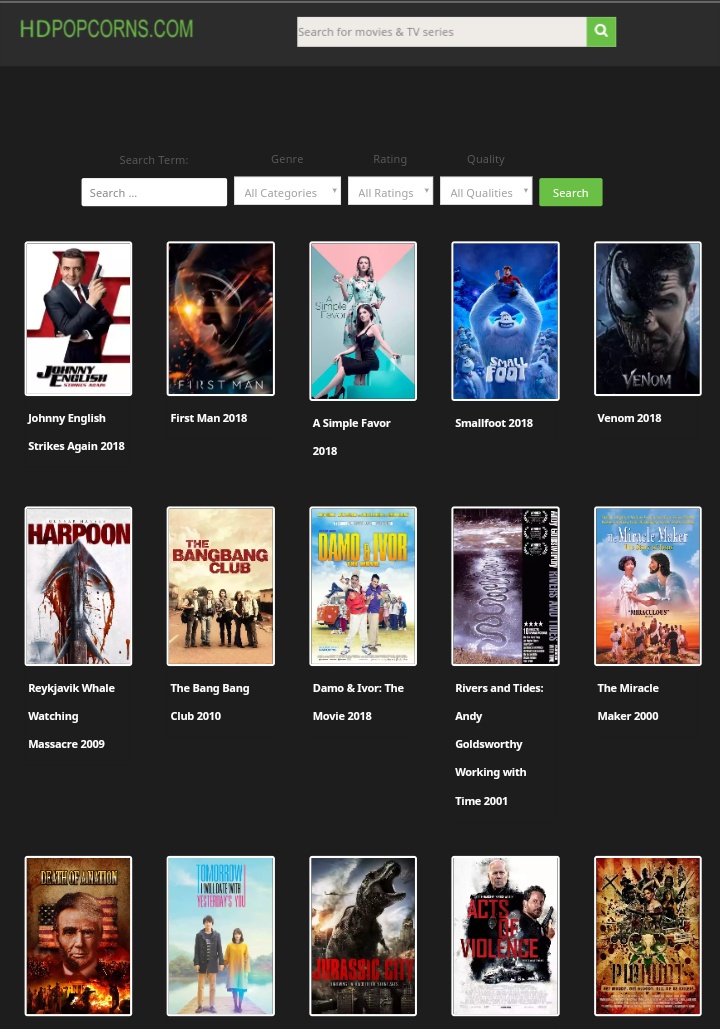 HDPOPCORNS.COM
Search for movies & TV series
Search Term:
Genre
Rating
Quality
Search ...
All Categories
All Ratings
All Qualities
Search
JOHNNY
ENGLISH
STRIKES AGAIN
FIRST MAN
A
Simple
Favor
SMALL
FOOT
VENOM
Johnny English
Strikes Again 2018
First Man 2018
A Simple Favor
2018
Smallfoot 2018
Venom 2018
HARPOON
THE
BANGBANG
CLUB
DAMO & IVOR
THE MOVIE
ANDY GOLDSWORTHY
RIVERS AND TIDES
The Miracle Maker
"MIRACULOUS"
Reykjavik Whale
Watching
Massacre 2009
The Bang Bang
Club 2010
Damo & Ivor: The
Movie 2018
Rivers and Tides:
Andy
Goldsworthy
Working with
Time 2001
The Miracle
Maker 2000
DEATH OF A NATION
TOMORROW
I WILL DATE WITH
YESTERDAY'S YOU
JURASSIC CITY
ACTS
OF
VIOLENCE